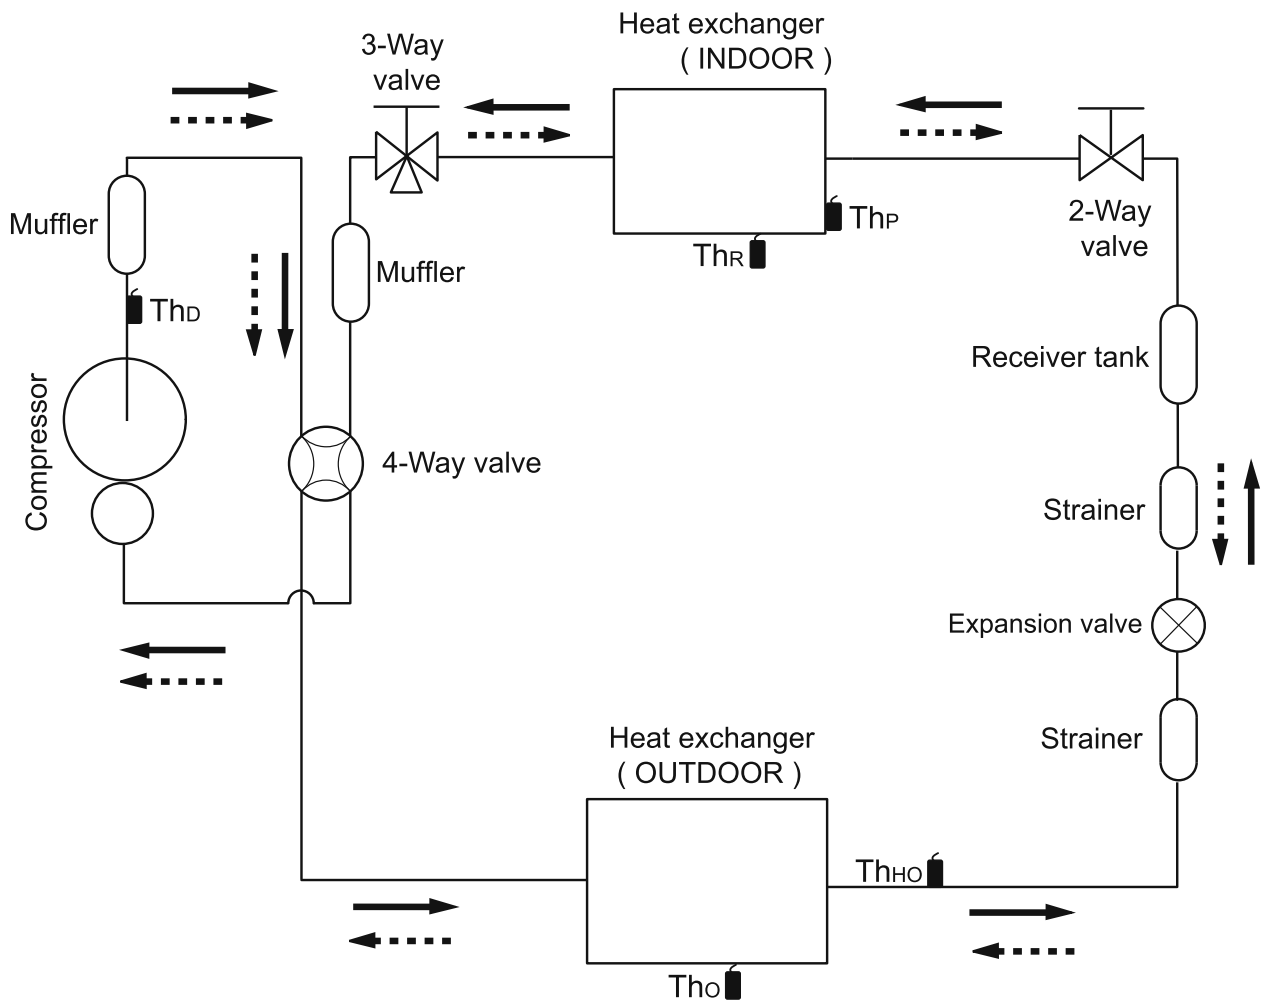 Heat exchanger
( INDOOR )
3-Way
valve
Muffler
ThD
Muffler
ThR
ThP
2-Way
valve
Receiver tank
Compressor
4-Way valve
Strainer
Expansion valve
Strainer
Heat exchanger
( OUTDOOR )
ThHO
ThO